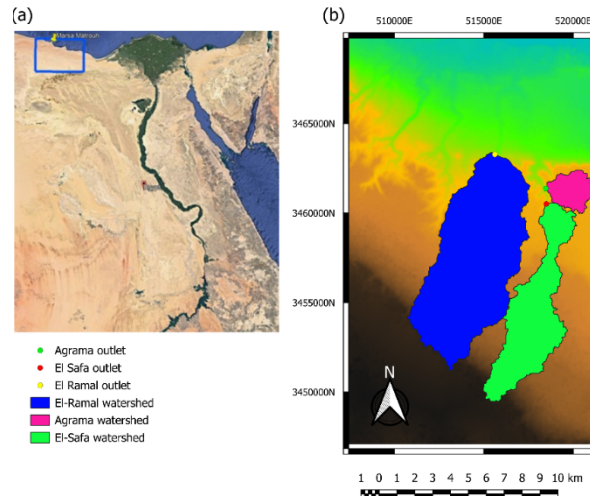 (a)
Marsa Matrouh
Agrama outlet
El Safa outlet
El Ramal outlet
El-Ramal watershed
Agrama watershed
El-Safa watershed
(b)
510000E 515000E 520000E
3465000N
3460000N
3455000N
3450000N
N
1 0 1 2 3 4 5 6 7 8 9 10 km